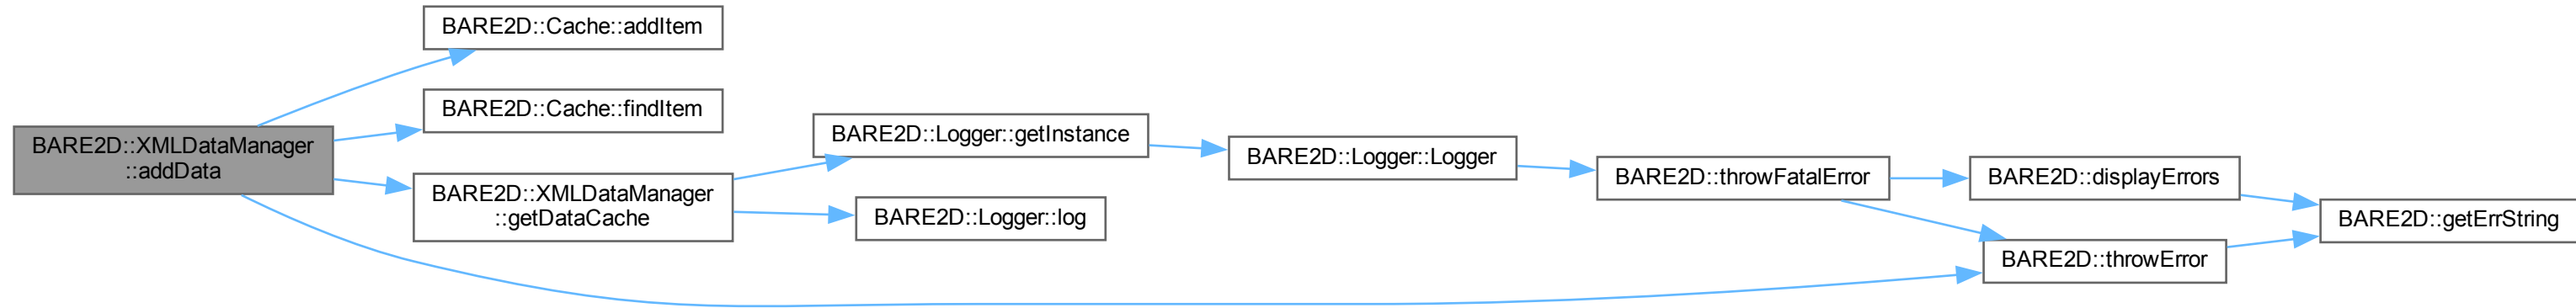 BARE2D::Cache::addItem
BARE2D::Cache::findItem
BARE2D::XMLDataManager
::addData
BARE2D::XMLDataManager
::getDataCache
BARE2D::Logger::getInstance
BARE2D::Logger::log
BARE2D::Logger::Logger
BARE2D::throwFatalError
BARE2D::displayErrors
BARE2D::throwError
BARE2D::getErrString